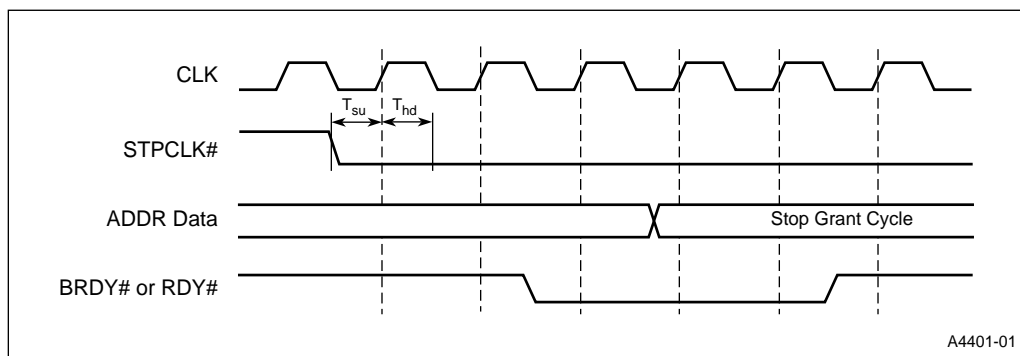 CLK
Tsu
Thd
STPCLK#
ADDR Data
Stop Grant Cycle
BRDY# or RDY#
A4401-01